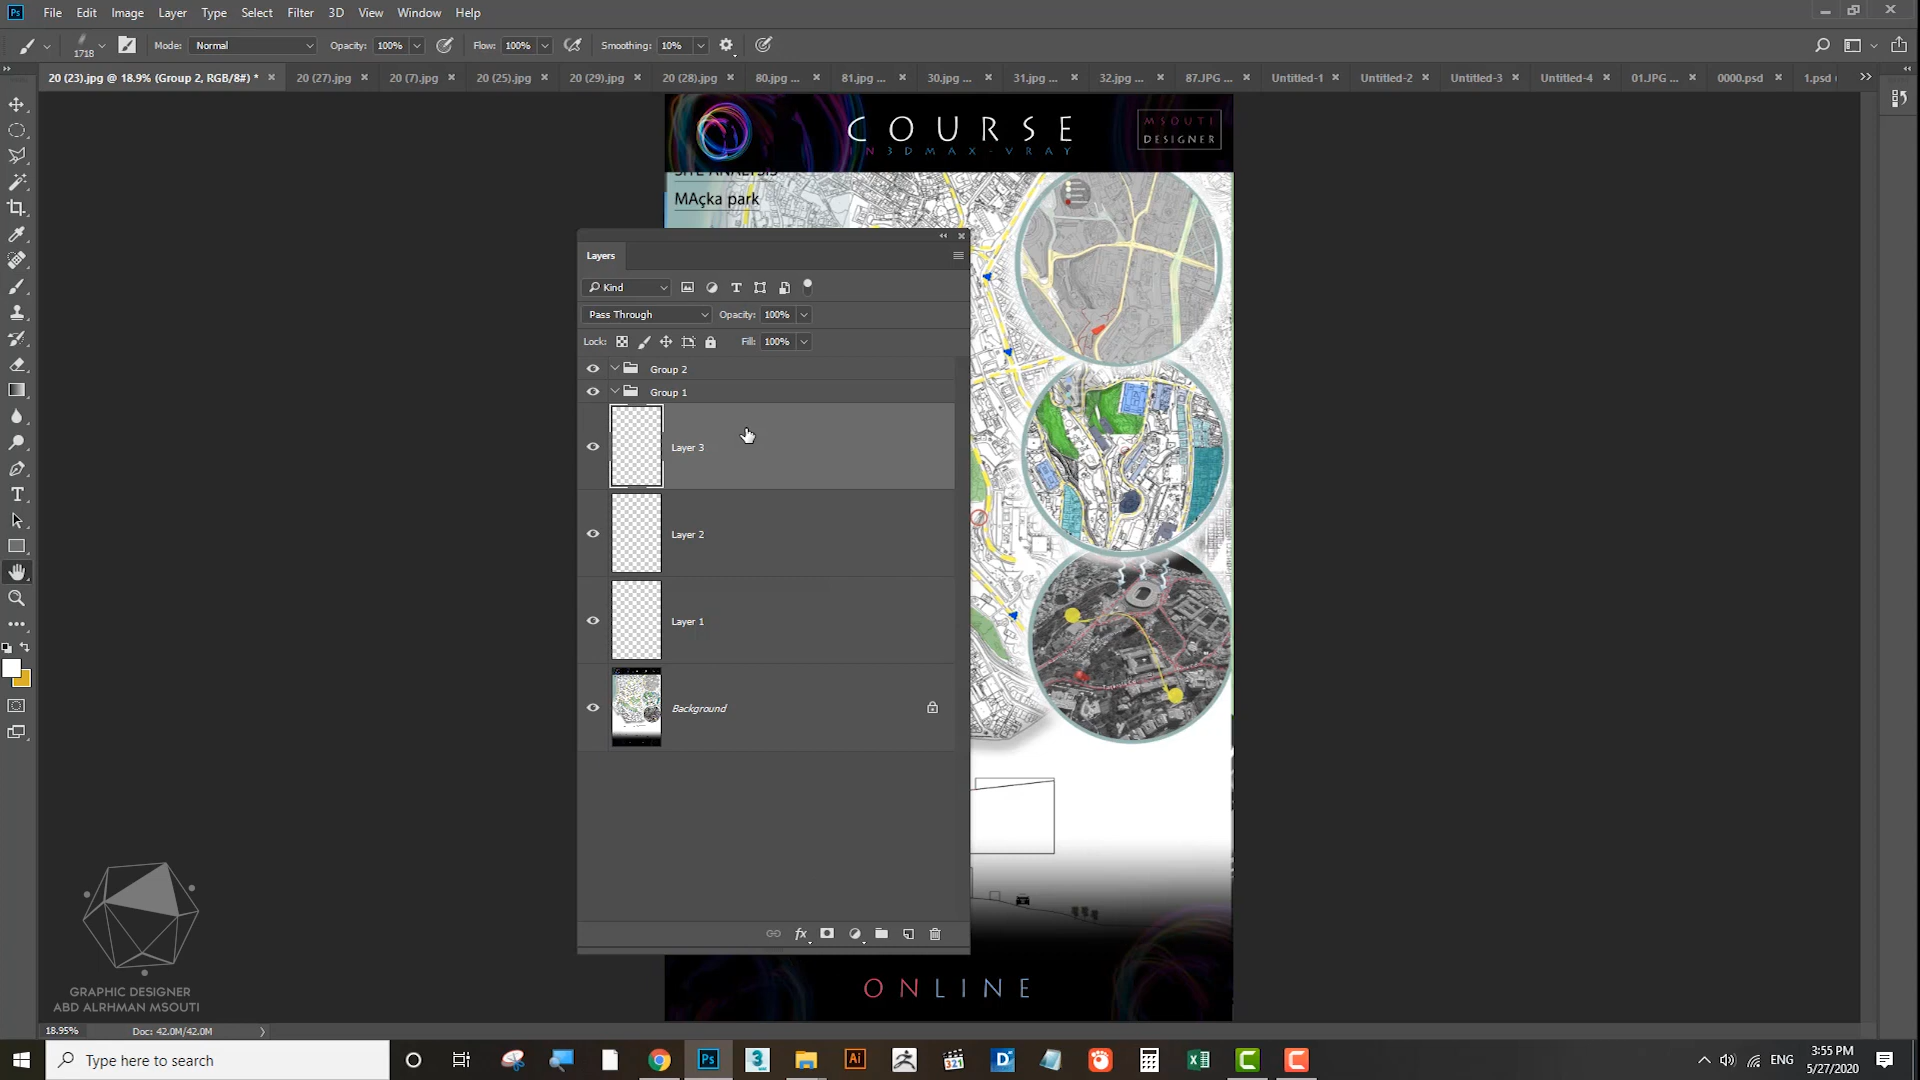 File Edit Image Layer Type Select Filter 3D View Window Help
1718 Mode: Normal Opacity: 100% Flow: 100% Smoothing: 10%
20 (23).jpg @ 18.9% (Group 2, RGB/8#) * 20 (27).jpg 20 (7).jpg 20 (25).jpg 20 (29).jpg 20 (28).jpg 80.jpg ... 81.jpg ... 30.jpg ... 31.jpg ... 32.jpg ... 87.JPG ... Untitled-1 Untitled-2 Untitled-3 Untitled-4 01.JPG ... 0000.psd 1.psd
COURSE
IN3DMAX-VRAY
MSOUTI
DESIGNER
SITE ANALYSIS
MAçka park
Layers
Kind
Pass Through Opacity: 100%
Lock: Fill: 100%
Group 2
Group 1
Layer 3
Layer 2
Layer 1
Background
fx
ONLINE
GRAPHIC DESIGNER
ABD ALRHMAN MSOUTI
18.95% Doc: 42.0M/42.0M
Type here to search
Ps
3
Ai
321
D
ENG
3:55 PM
5/27/2020